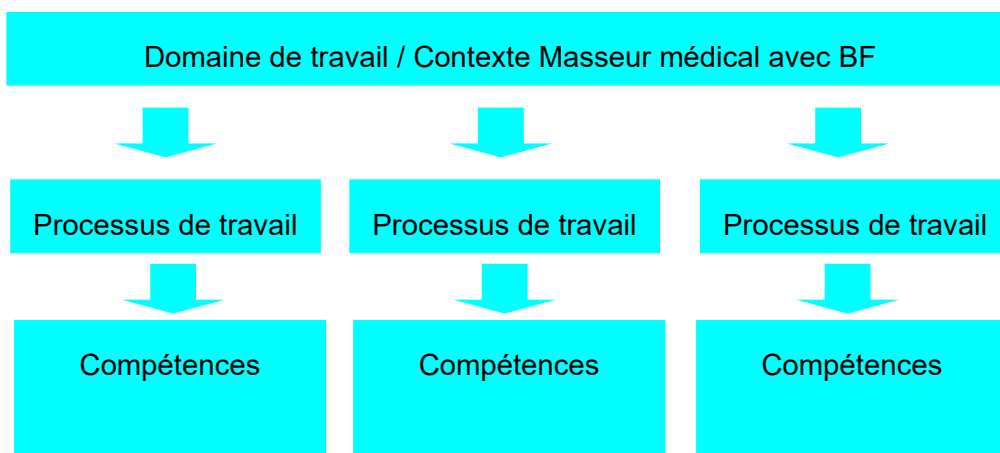 Domaine de travail / Contexte Masseur médical avec BF
Processus de travail
Processus de travail
Processus de travail
Compétences
Compétences
Compétences